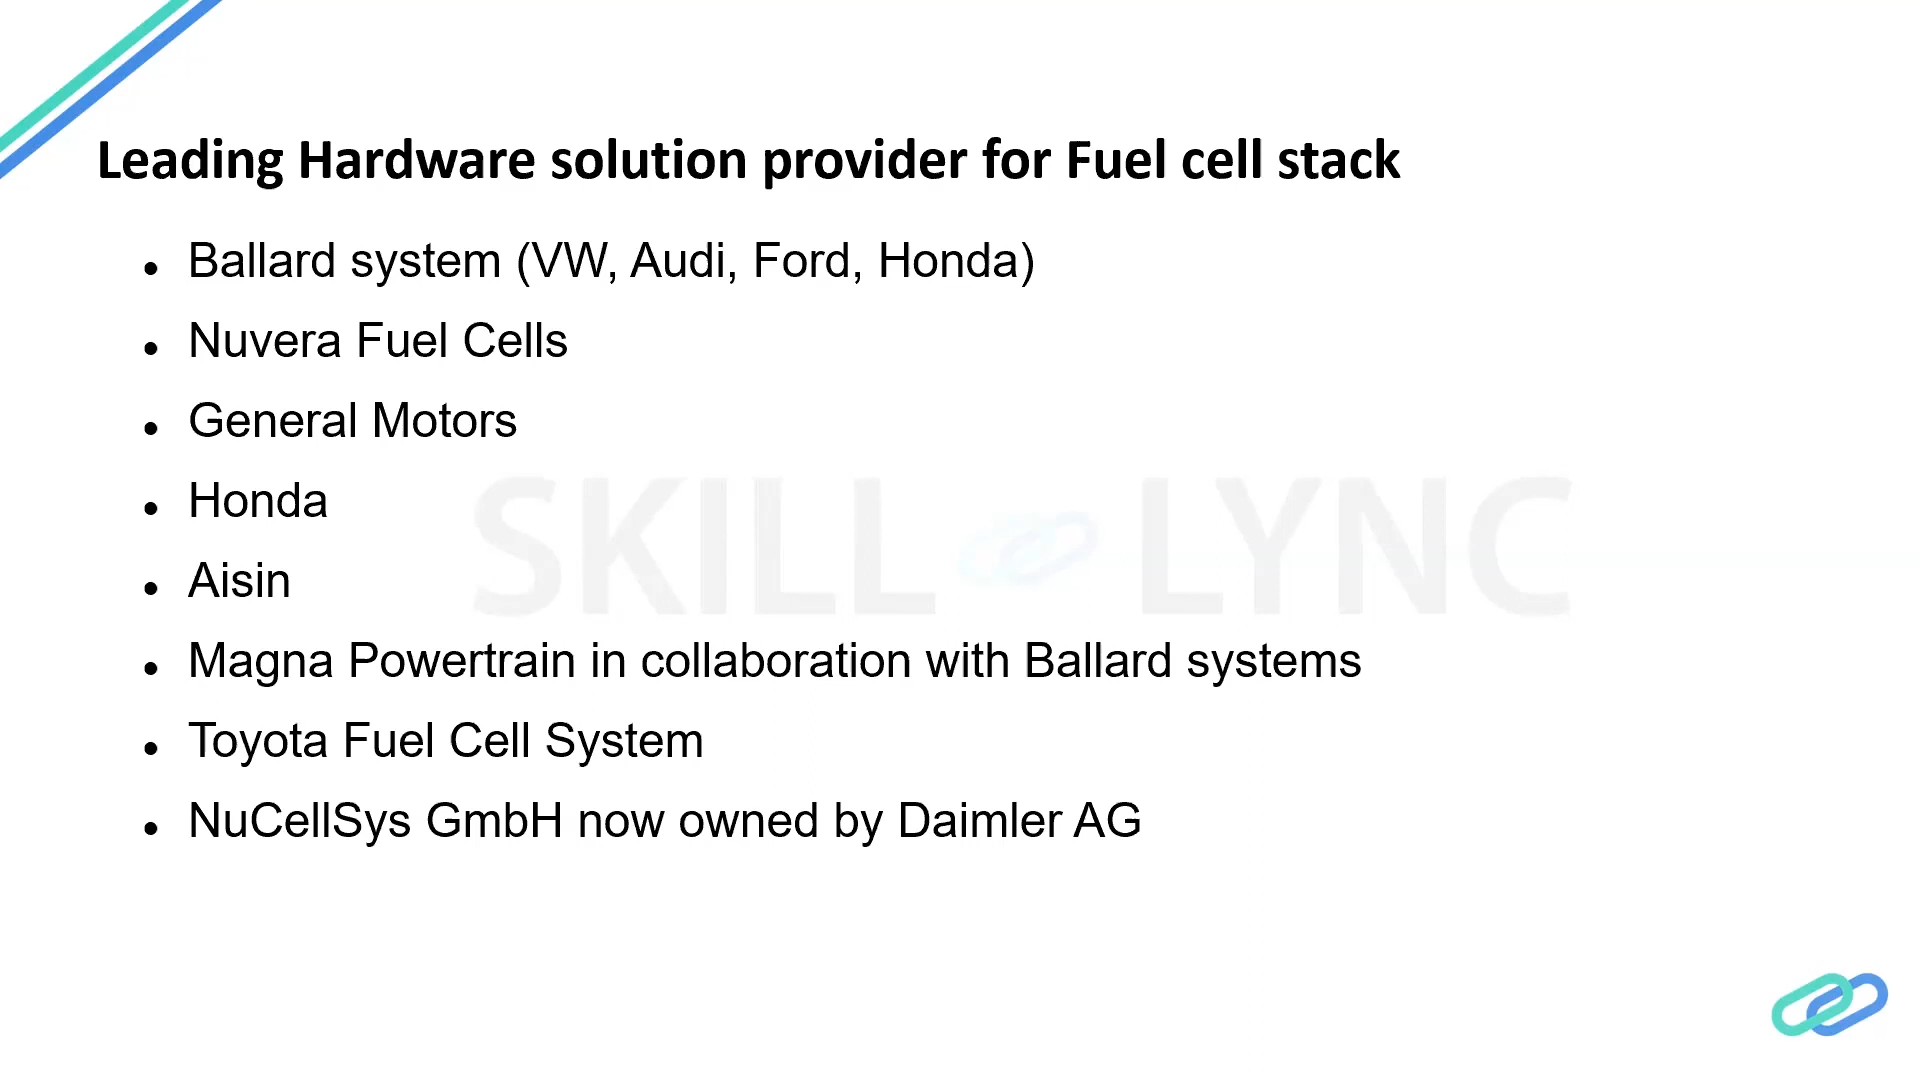 Leading Hardware solution provider for Fuel cell stack
● Ballard system (VW, Audi, Ford, Honda)
● Nuvera Fuel Cells
● General Motors
● Honda
● Aisin
● Magna Powertrain in collaboration with Ballard systems
● Toyota Fuel Cell System
● NuCellSys GmbH now owned by Daimler AG
SKILL LYNC